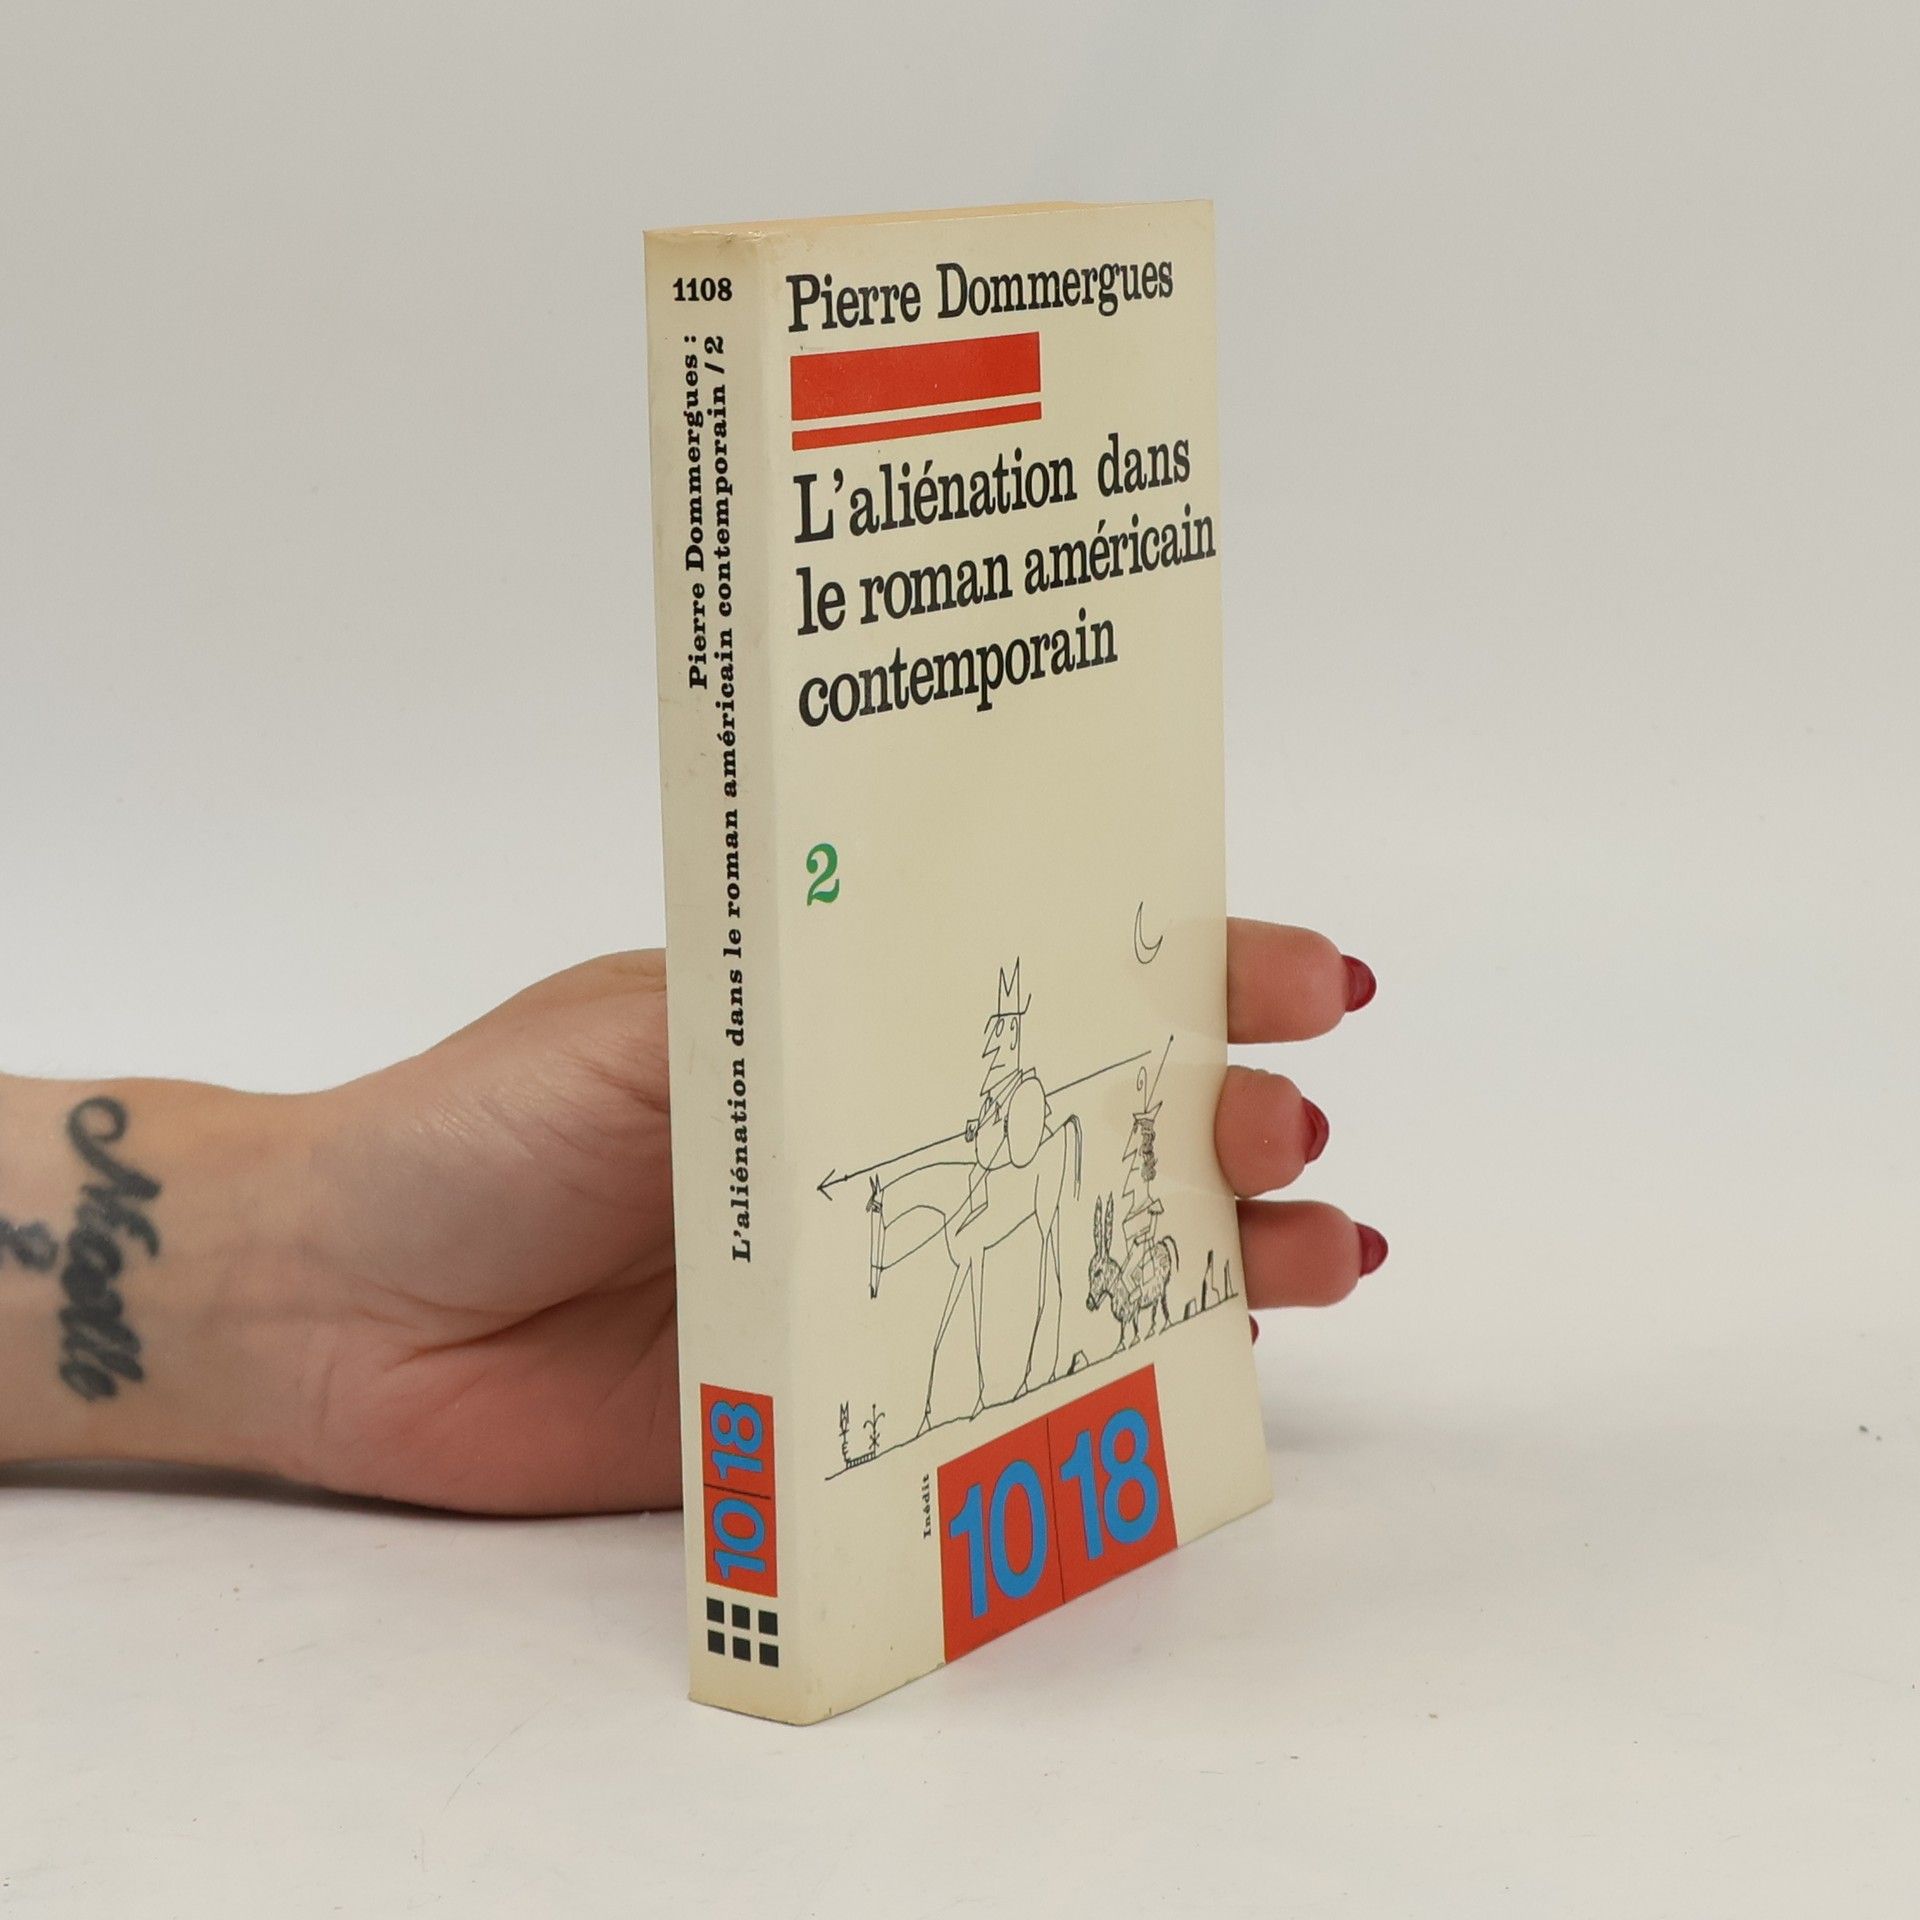 1108
Pierre Dommergues :
L'aliénation dans le roman américain contemporain / 2
10 18
Pierre Dommergues
L'aliénation dans
le roman américain
contemporain
2
Inédit
10 18
Nicolle
&